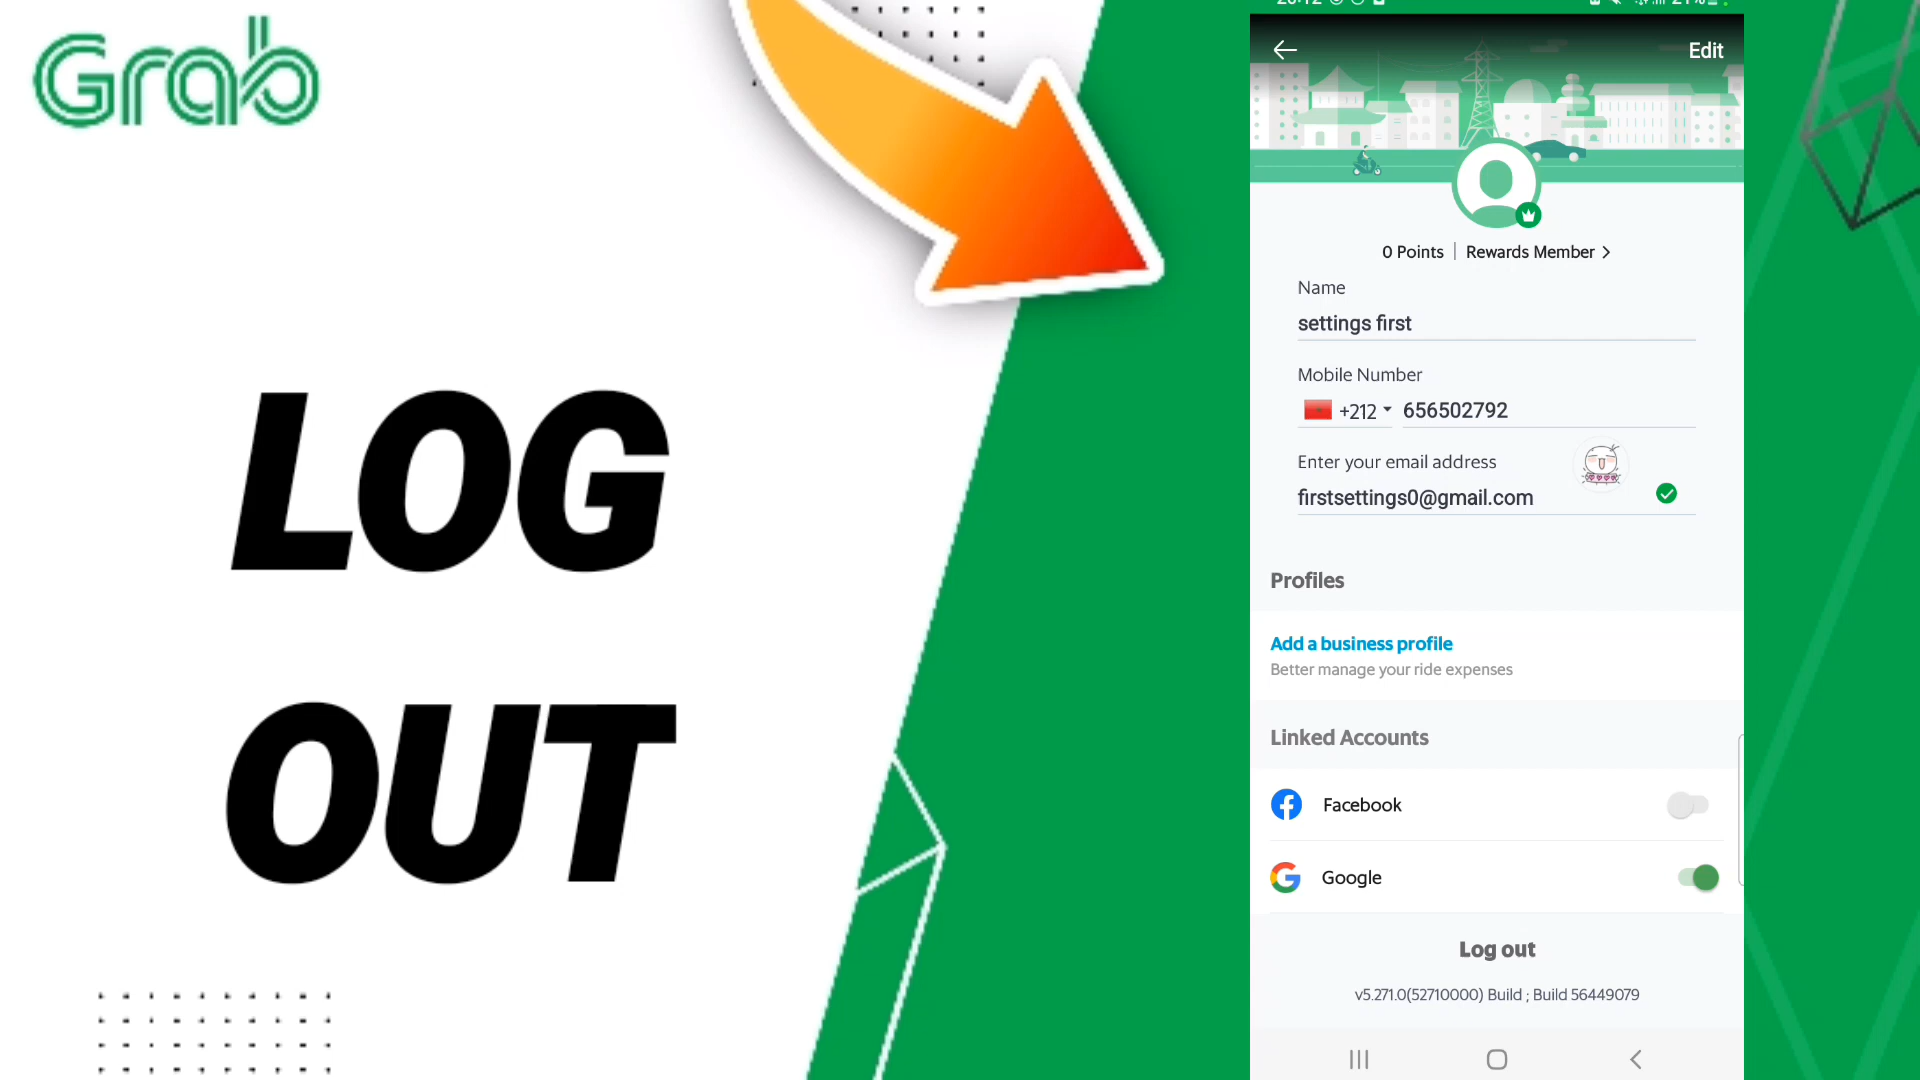 Grab
LOG
OUT
Edit
0 Points | Rewards Member >
Name
settings first
Mobile Number
+212 656502792
Enter your email address
firstsettings0@gmail.com
Profiles
Add a business profile
Better manage your ride expenses
Linked Accounts
Facebook
Google
Log out
v5.271.0(52710000) Build ; Build 56449079